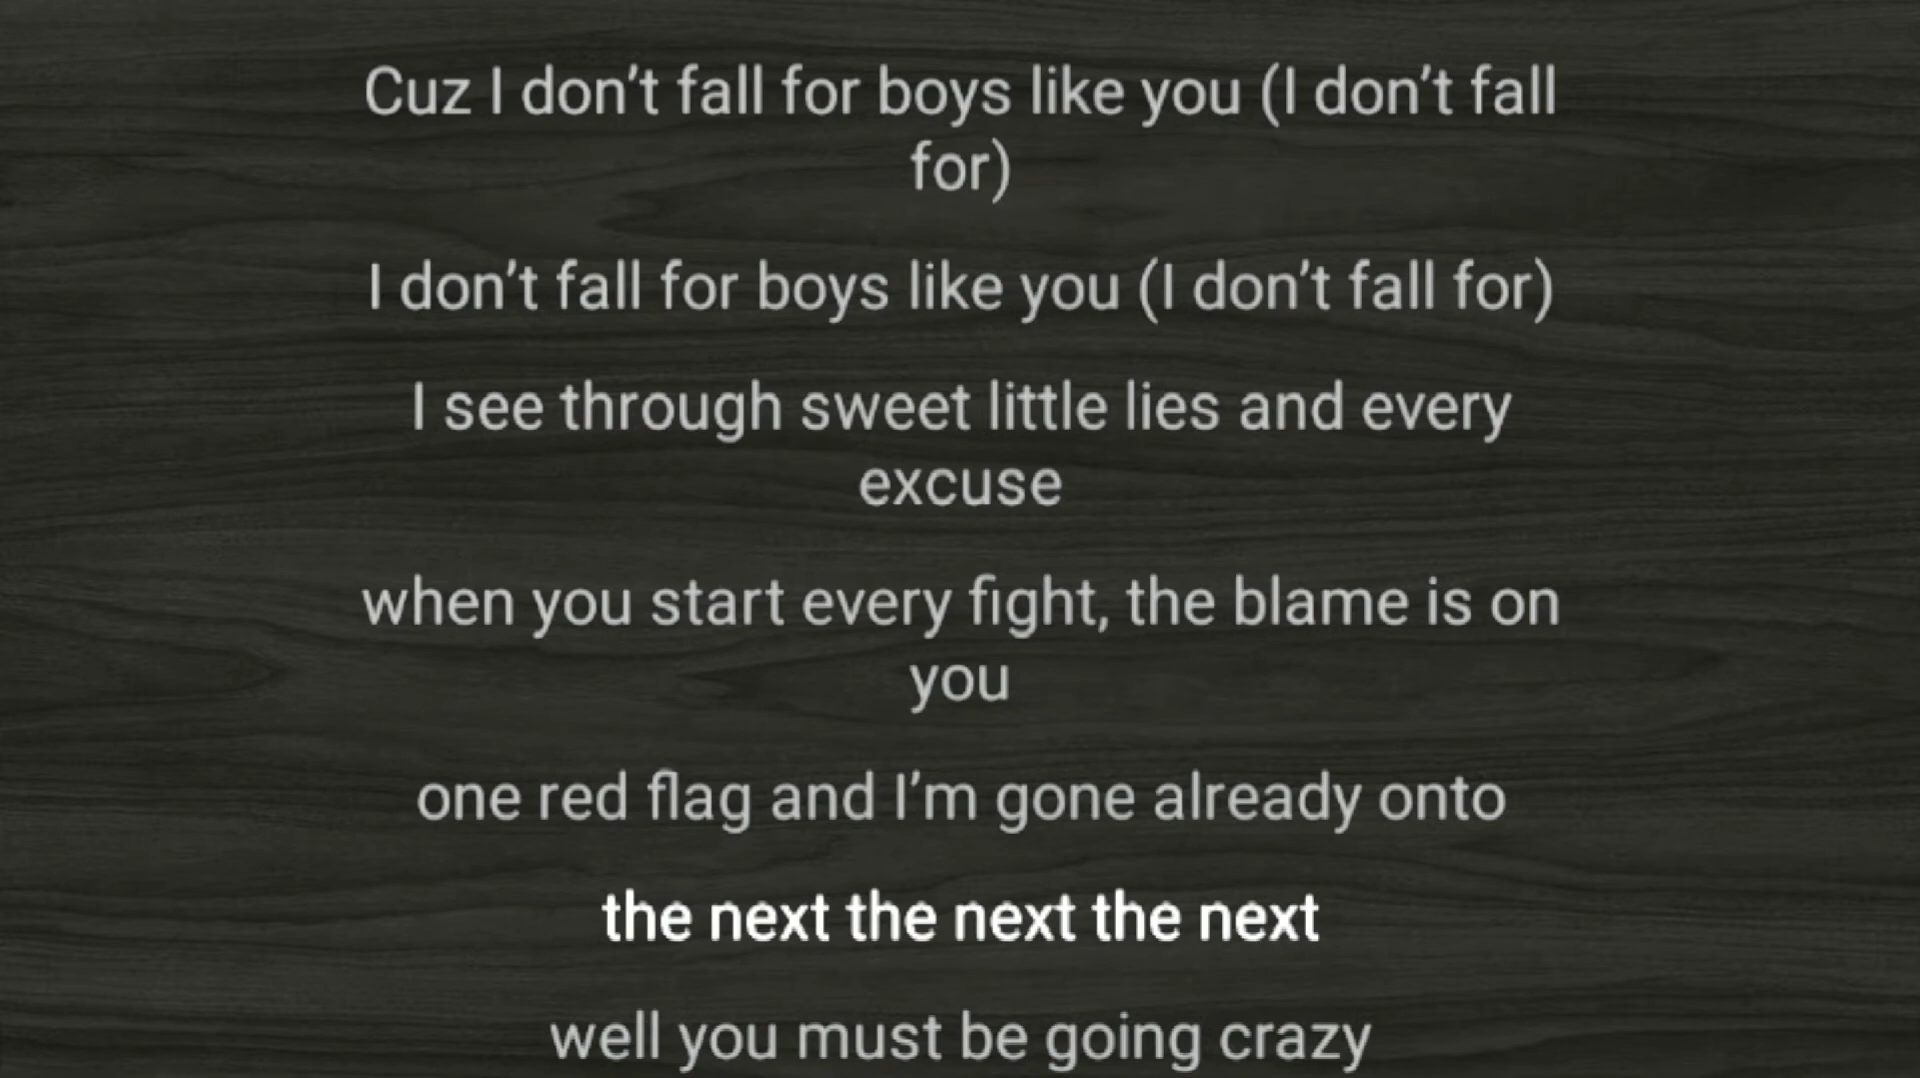 Cuz I don’t fall for boys like you (I don’t fall
for)
I don’t fall for boys like you (I don’t fall for)
I see through sweet little lies and every
excuse
when you start every fight, the blame is on
you
one red flag and I’m gone already onto
the next the next the next
well you must be going crazy